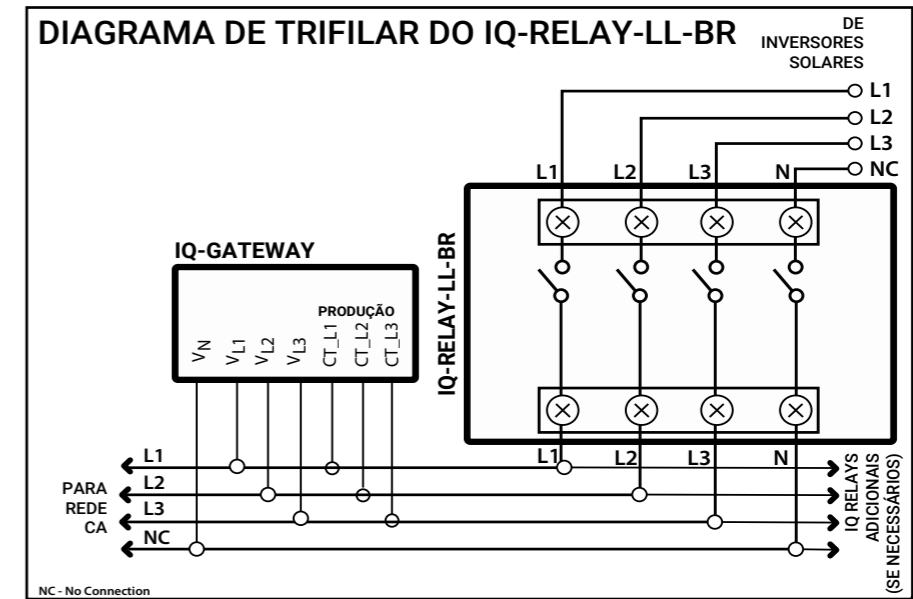 DIAGRAMA DE TRIFILAR DO IQ-RELAY-LL-BR
DE
INVERSORES
SOLARES
L1
L2
L3
NC
L1 L2 L3 N
IQ-RELAY-LL-BR
IQ-GATEWAY
PRODUÇÃO
VN VL1 VL2 VL3 CT_L1 CT_L2 CT_L3
L1 L2 L3 N
PARA
REDE
CA
L1
L2
L3
NC
IQ RELAYS
ADICIONAIS
(SE NECESSÁRIOS)
NC - No Connection